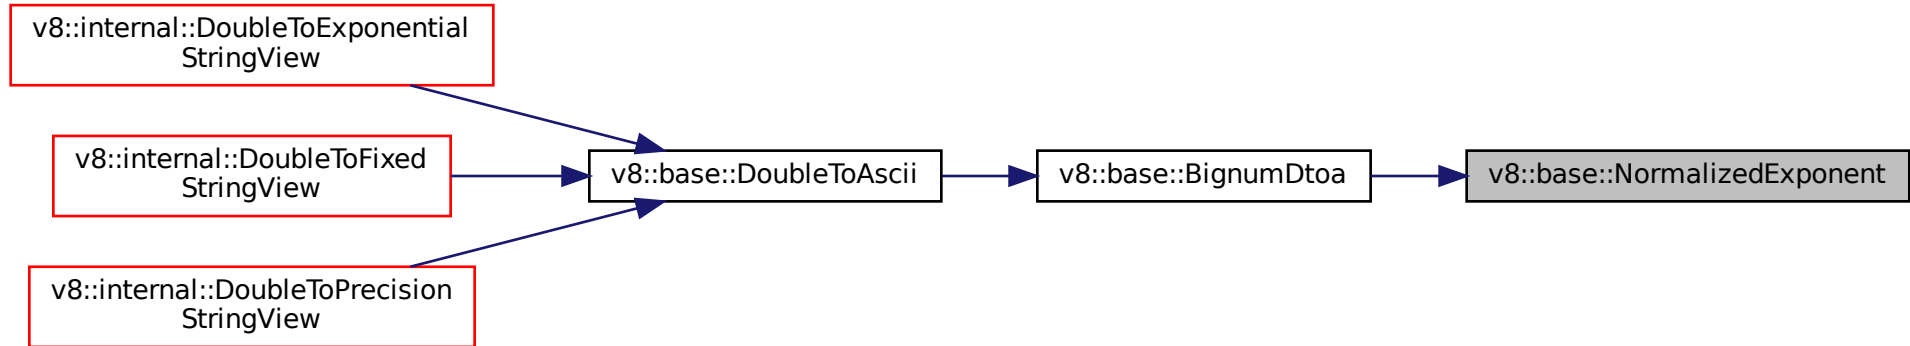 v8::internal::DoubleToExponential
StringView
v8::internal::DoubleToFixed
StringView
v8::internal::DoubleToPrecision
StringView
v8::base::DoubleToAscii
v8::base::BignumDtoa
v8::base::NormalizedExponent